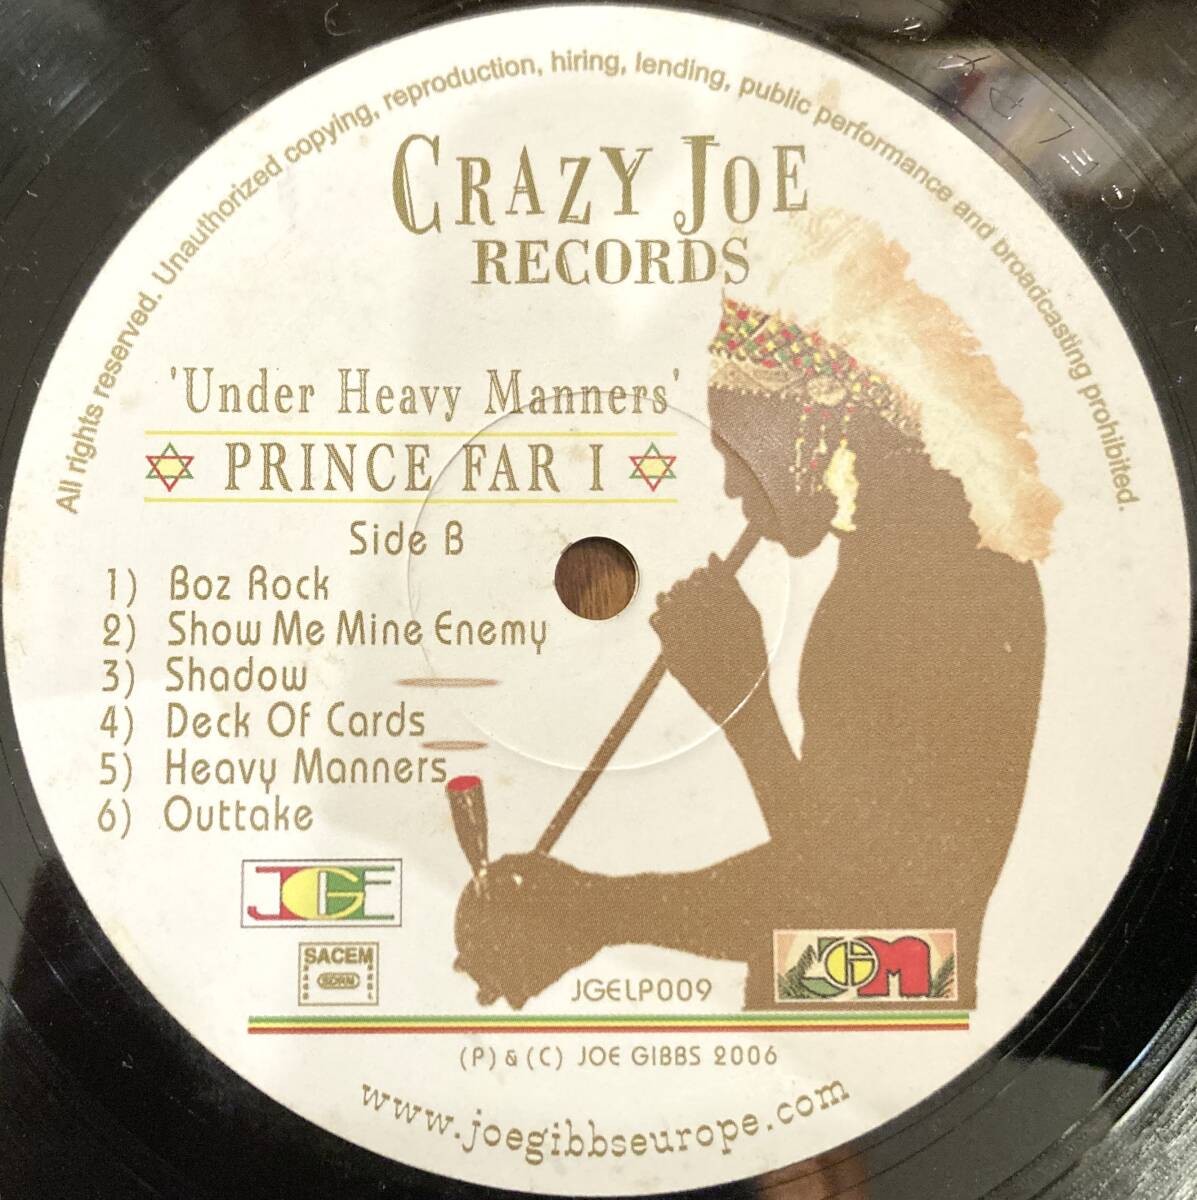 All rights reserved. Unauthorized copying, reproduction, hiring, lending, public performance and broadcasting prohibited.
CRAZY JOE
RECORDS
'Under Heavy Manners'
PRINCE FAR I
Side B
1) Boz Rock
2) Show Me Mine Enemy
3) Shadow
4) Deck Of Cards
5) Heavy Manners
6) Outtake
JGE
SACEM
SDRM
JGM
JGELP009
(P) & (C) JOE GIBBS 2006
www.joegibbseurope.com